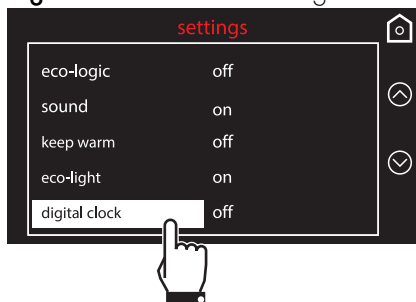 settings
eco-logic off
sound on
keep warm off
eco-light on
digital clock off